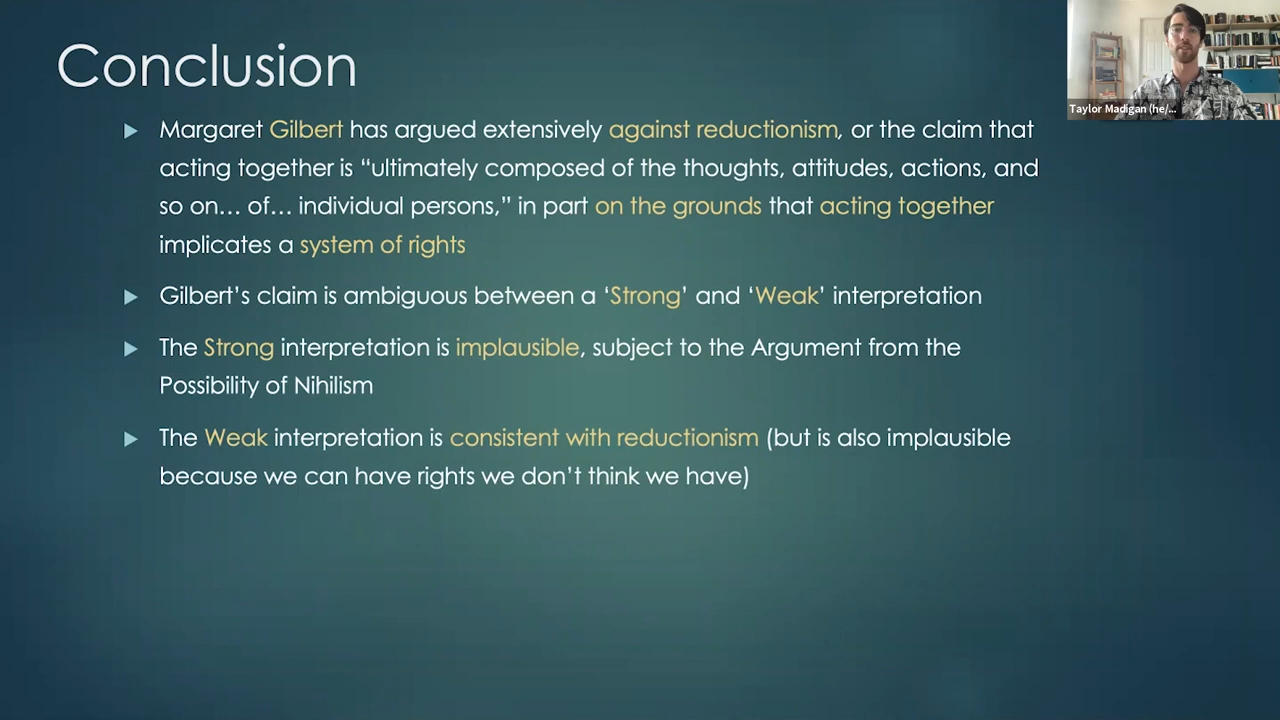 Conclusion
Margaret Gilbert has argued extensively against reductionism, or the claim that
acting together is “ultimately composed of the thoughts, attitudes, actions, and
so on… of… individual persons,” in part on the grounds that acting together
implicates a system of rights
Gilbert’s claim is ambiguous between a ‘Strong’ and ‘Weak’ interpretation
The Strong interpretation is implausible, subject to the Argument from the
Possibility of Nihilism
The Weak interpretation is consistent with reductionism (but is also implausible
because we can have rights we don’t think we have)
Taylor Madigan (he/...